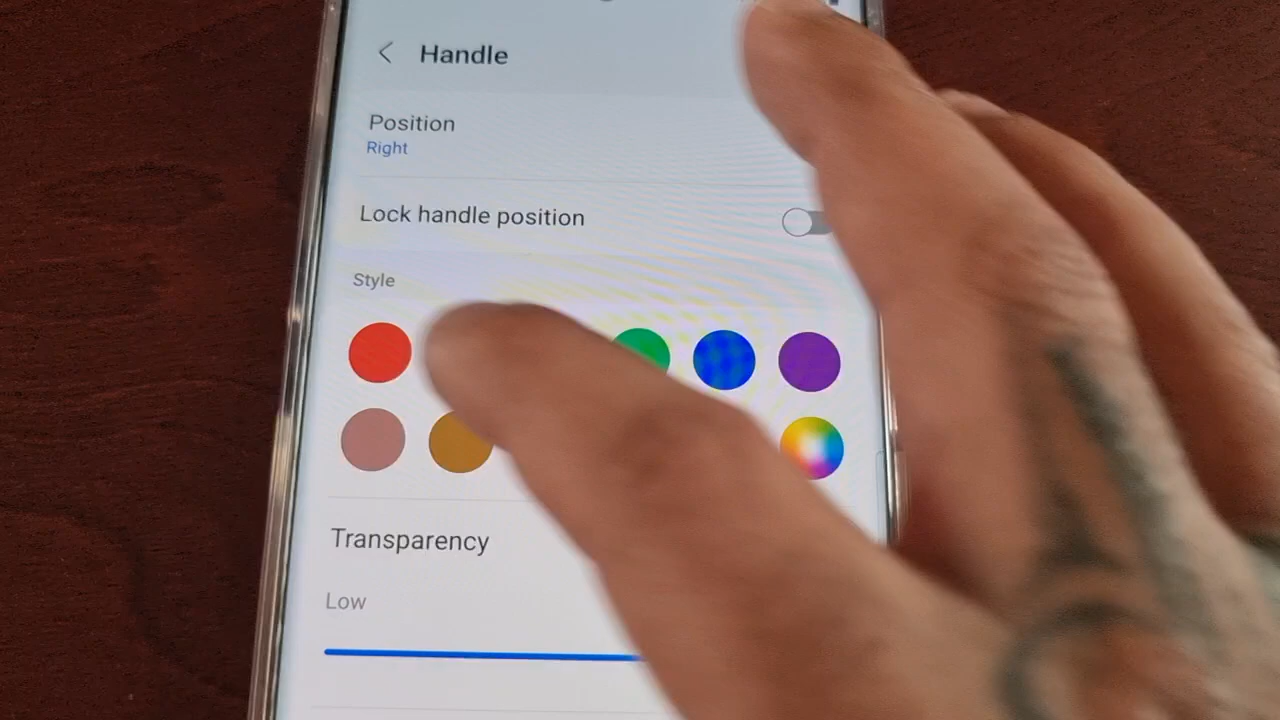 Handle
Position
Right
Lock handle position
Style
Transparency
Low